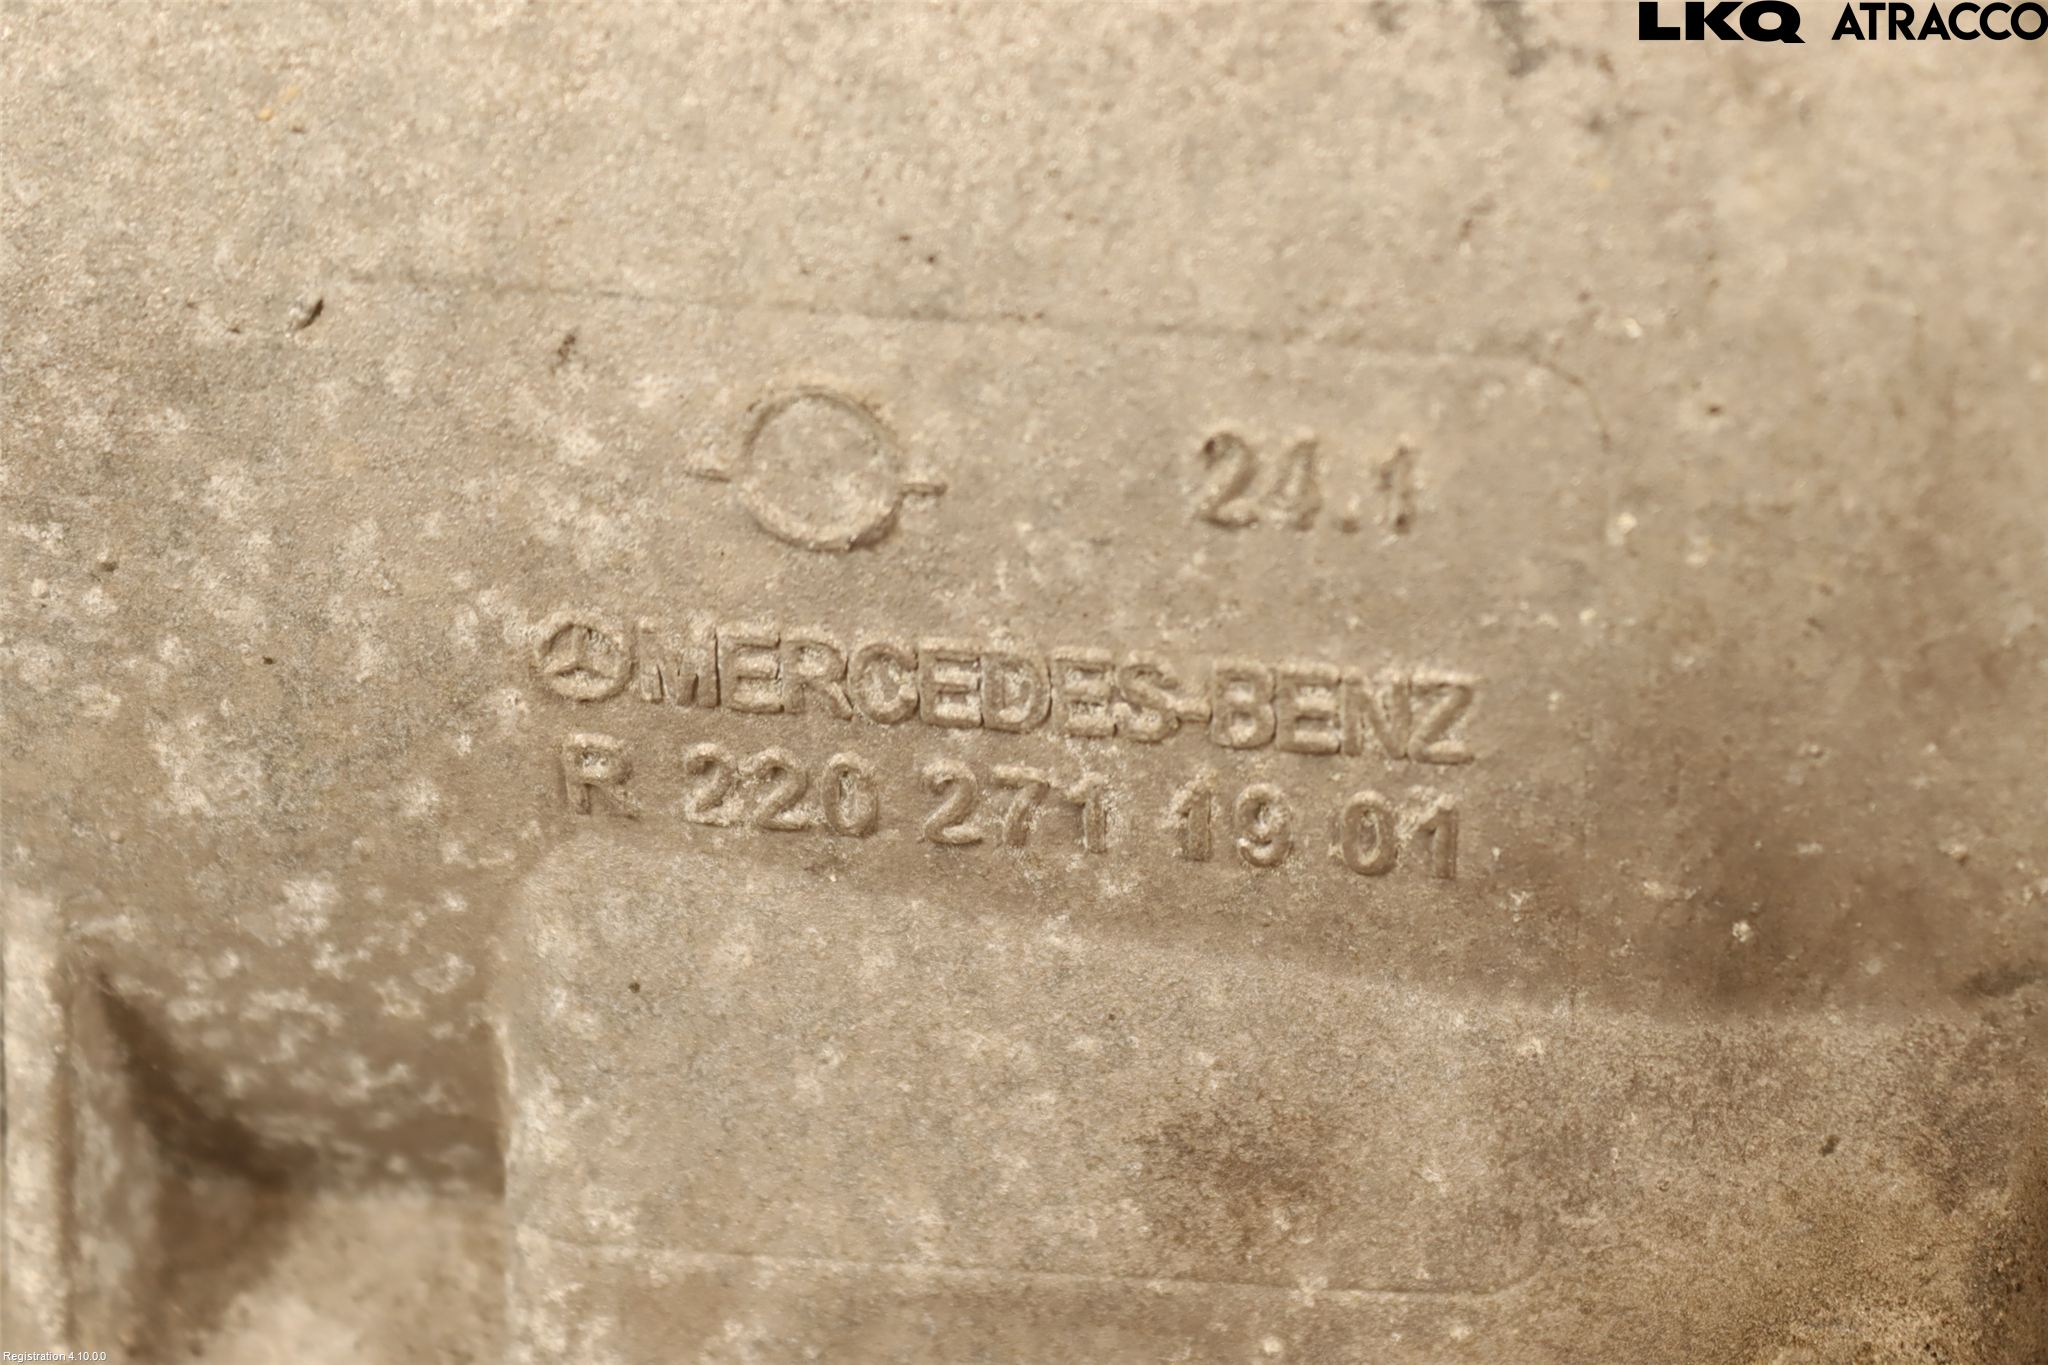 LKQ ATRACCO
24.1
MERCEDES-BENZ
R 220 271 19 01
Registration 4.10.0.0